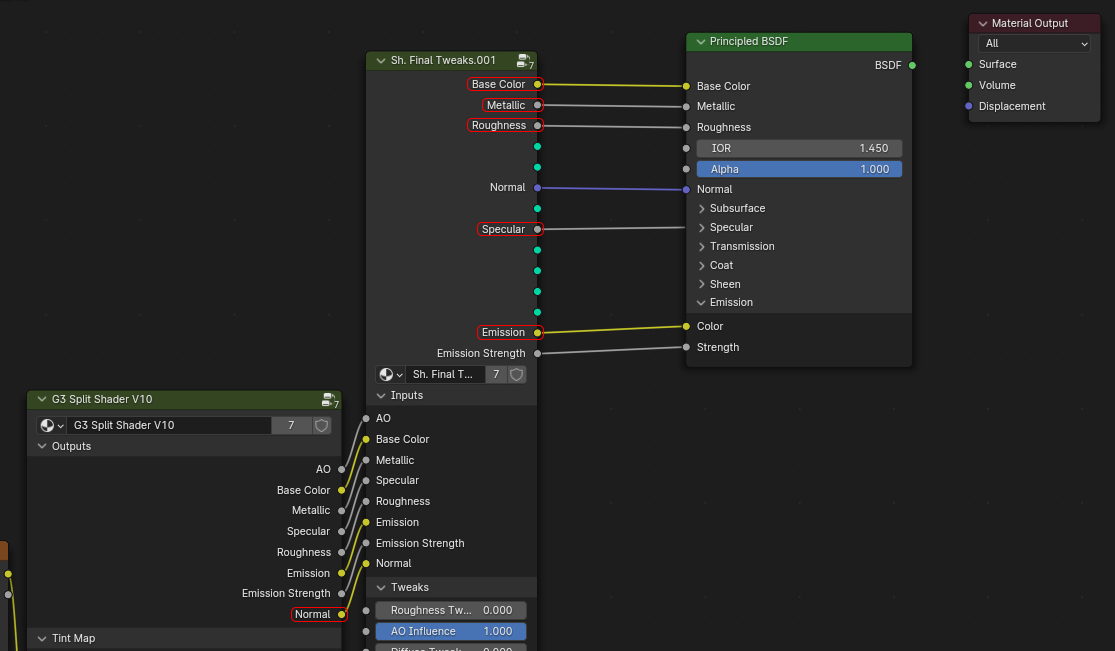 Material Output
All
Surface
Volume
Displacement
Principled BSDF
BSDF
Base Color
Metallic
Roughness
IOR 1.450
Alpha 1.000
Normal
Subsurface
Specular
Transmission
Coat
Sheen
Emission
Color
Strength
Sh. Final Tweaks.001 7
Base Color
Metallic
Roughness
Normal
Specular
Emission
Emission Strength
Sh. Final T... 7
Inputs
AO
Base Color
Metallic
Specular
Roughness
Emission
Emission Strength
Normal
Tweaks
Roughness Tw... 0.000
AO Influence 1.000
G3 Split Shader V10 7
G3 Split Shader V10 7
Outputs
AO
Base Color
Metallic
Specular
Roughness
Emission
Emission Strength
Normal
Tint Map